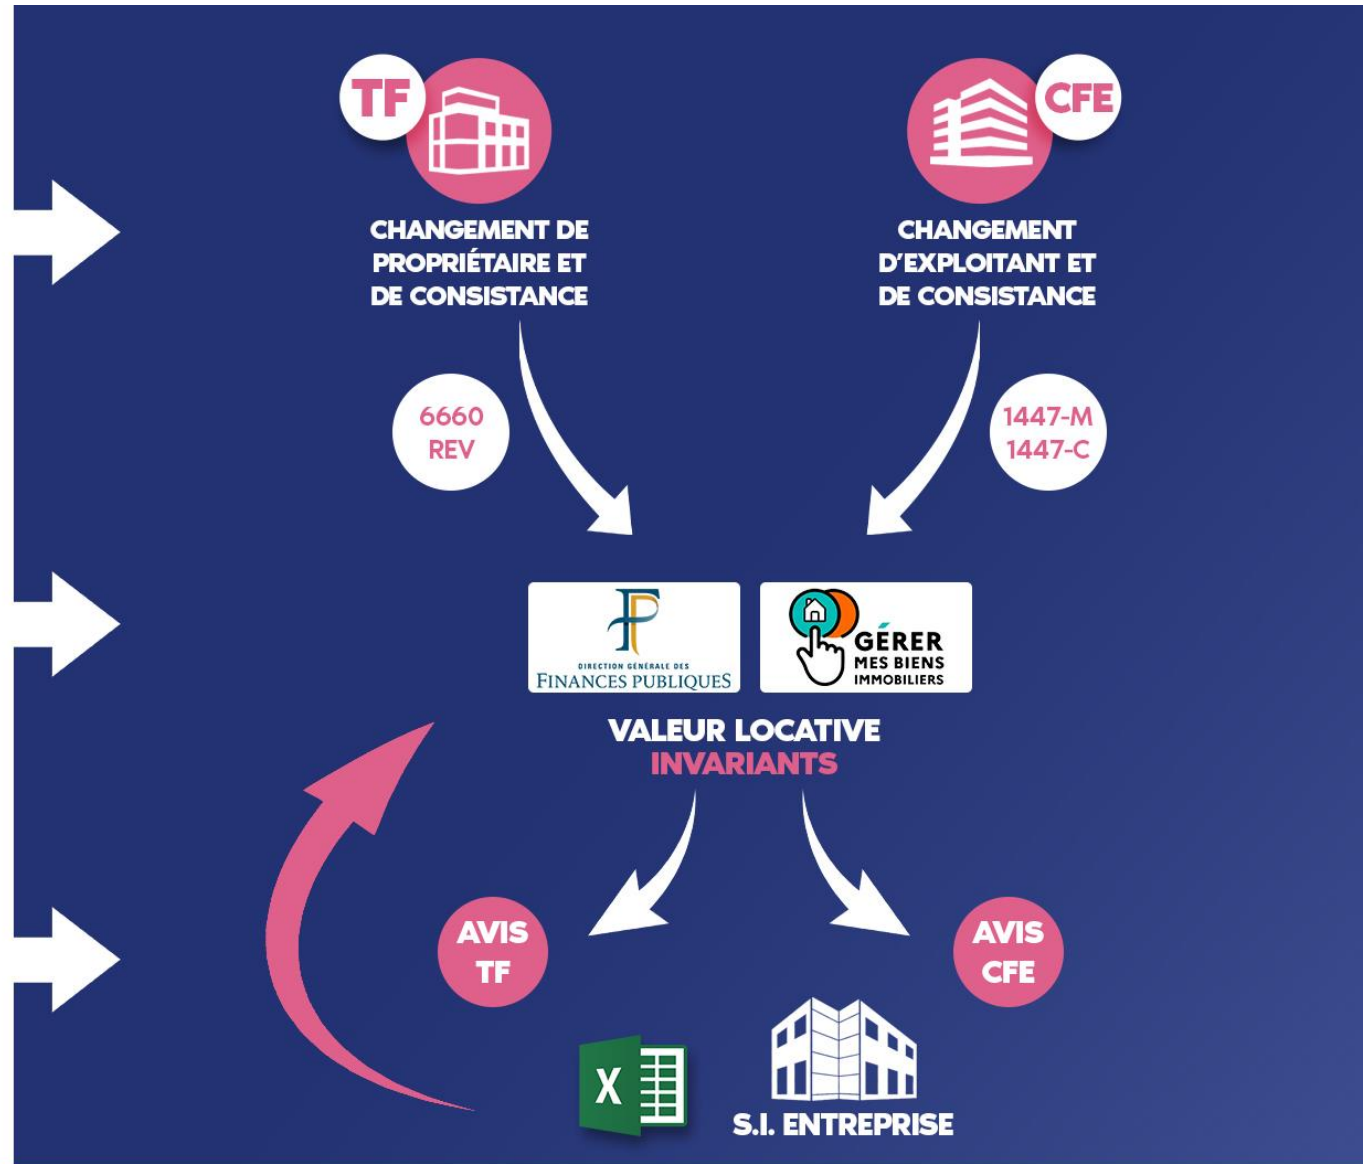 TF
CFE
CHANGEMENT DE
PROPRIÉTAIRE ET
DE CONSISTANCE
CHANGEMENT
D'EXPLOITANT ET
DE CONSISTANCE
6660
REV
1447-M
1447-C
DIRECTION GÉNÉRALE DES
FINANCES PUBLIQUES
GÉRER
MES BIENS
IMMOBILIERS
VALEUR LOCATIVE
INVARIANTS
AVIS
TF
AVIS
CFE
X
S.I. ENTREPRISE